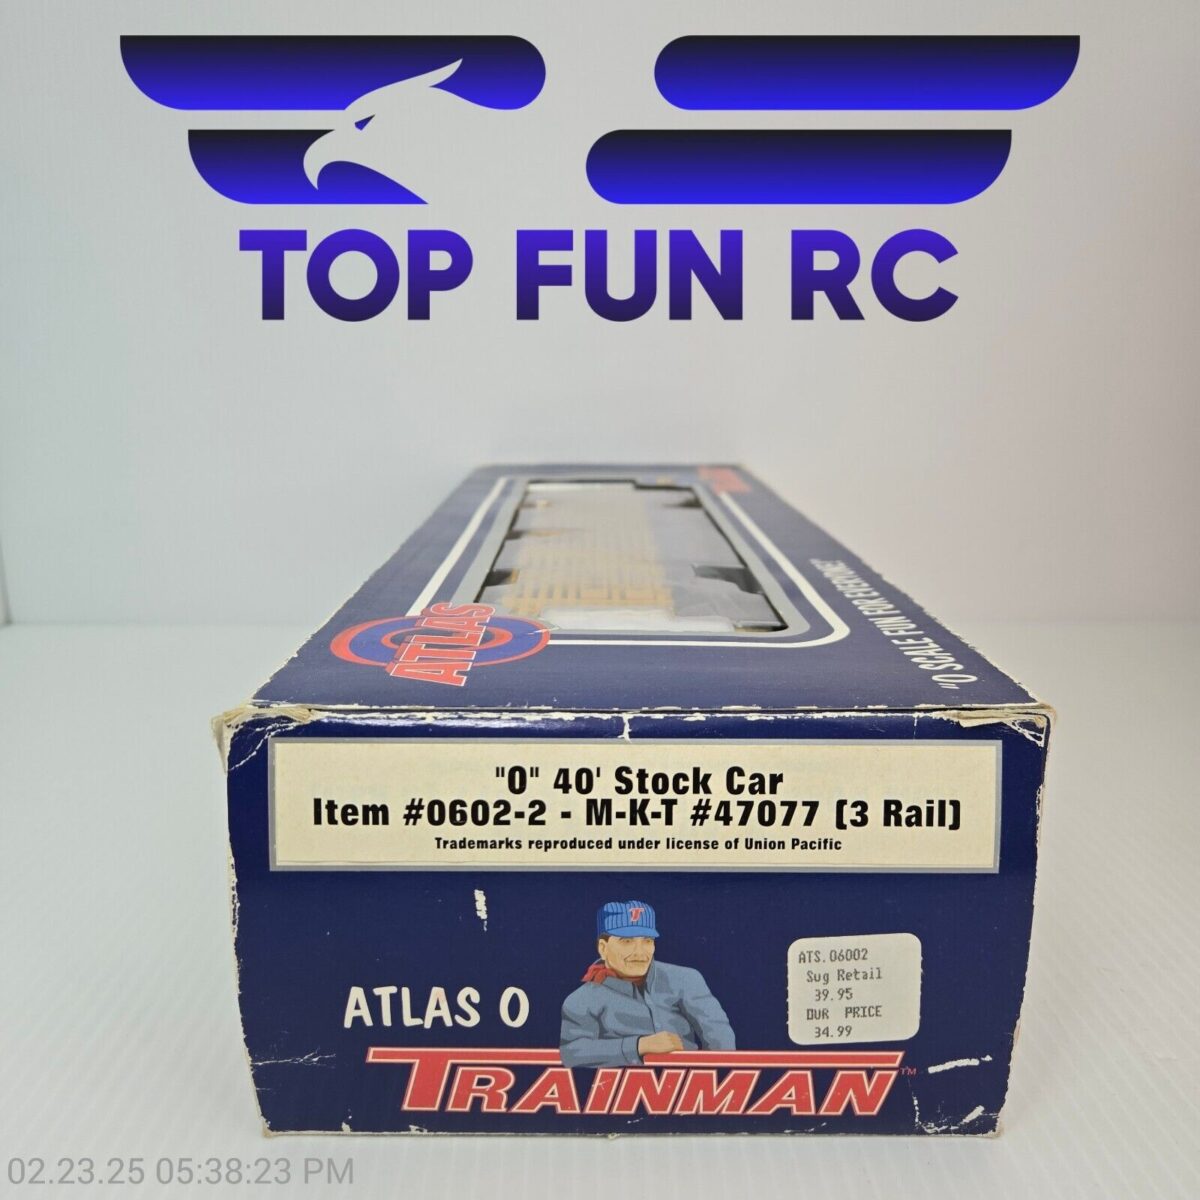 TOP FUN RC
"O SCALE FUN FOR EVERYONE"
ATLAS
"O" 40' Stock Car
Item #0602-2 - M-K-T #47077 (3 Rail)
Trademarks reproduced under license of Union Pacific
T
ATS.06002
Sug Retail
39.95
OUR PRICE
34.99
ATLAS O
TRAINMAN™
02.23.25 05:38:23 PM